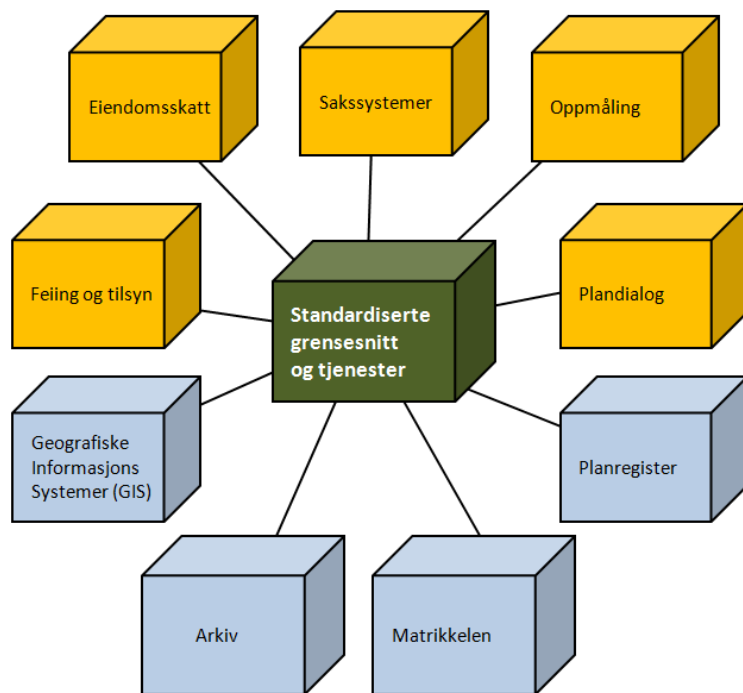 Eiendomsskatt
Sakssystemer
Oppmåling
Feiing og tilsyn
Standardiserte
grensesnitt
og tjenester
Plandialog
Geografiske
Informasjons
Systemer (GIS)
Planregister
Arkiv
Matrikkelen